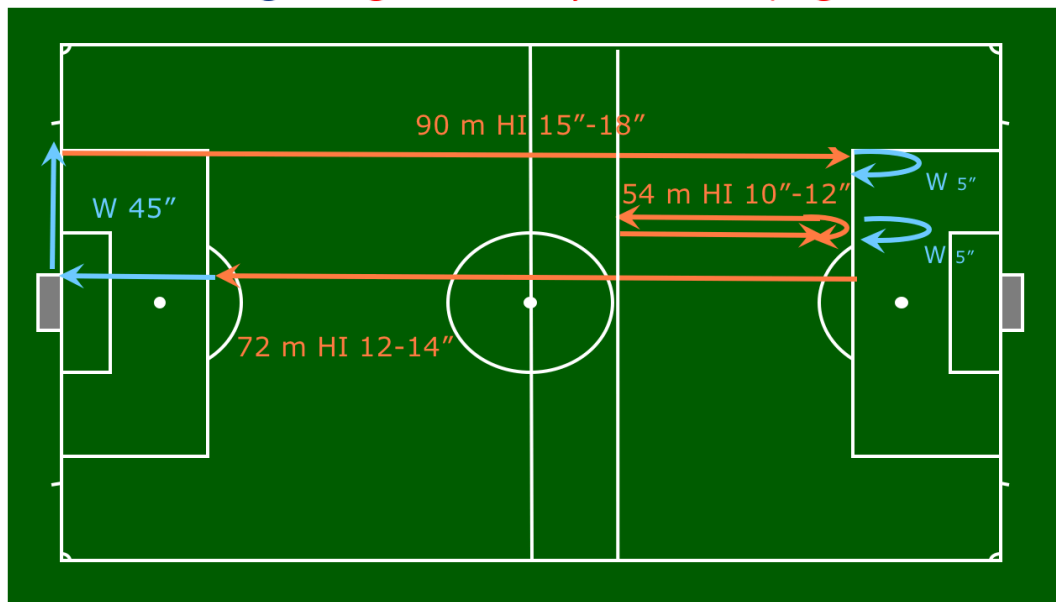 90 m HI 15”-18”
W 5”
54 m HI 10”-12”
W 45”
W 5”
72 m HI 12-14”